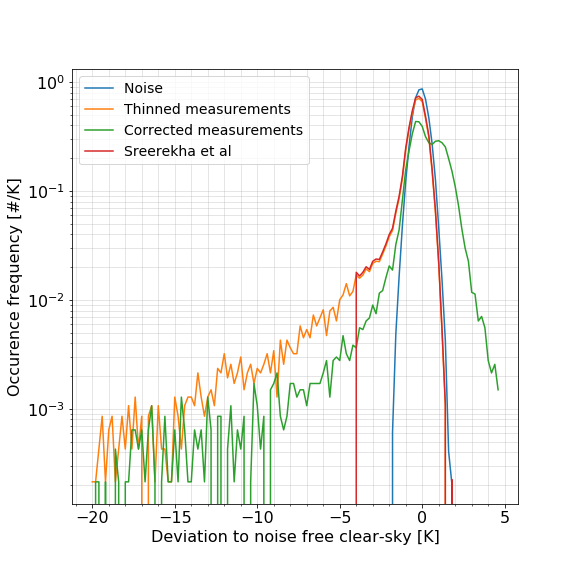 Noise
Thinned measurements
Corrected measurements
Sreerekha et al
10⁰
10⁻¹
10⁻²
10⁻³
Occurence frequency [#/K]
−20 −15 −10 −5 0 5
Deviation to noise free clear-sky [K]